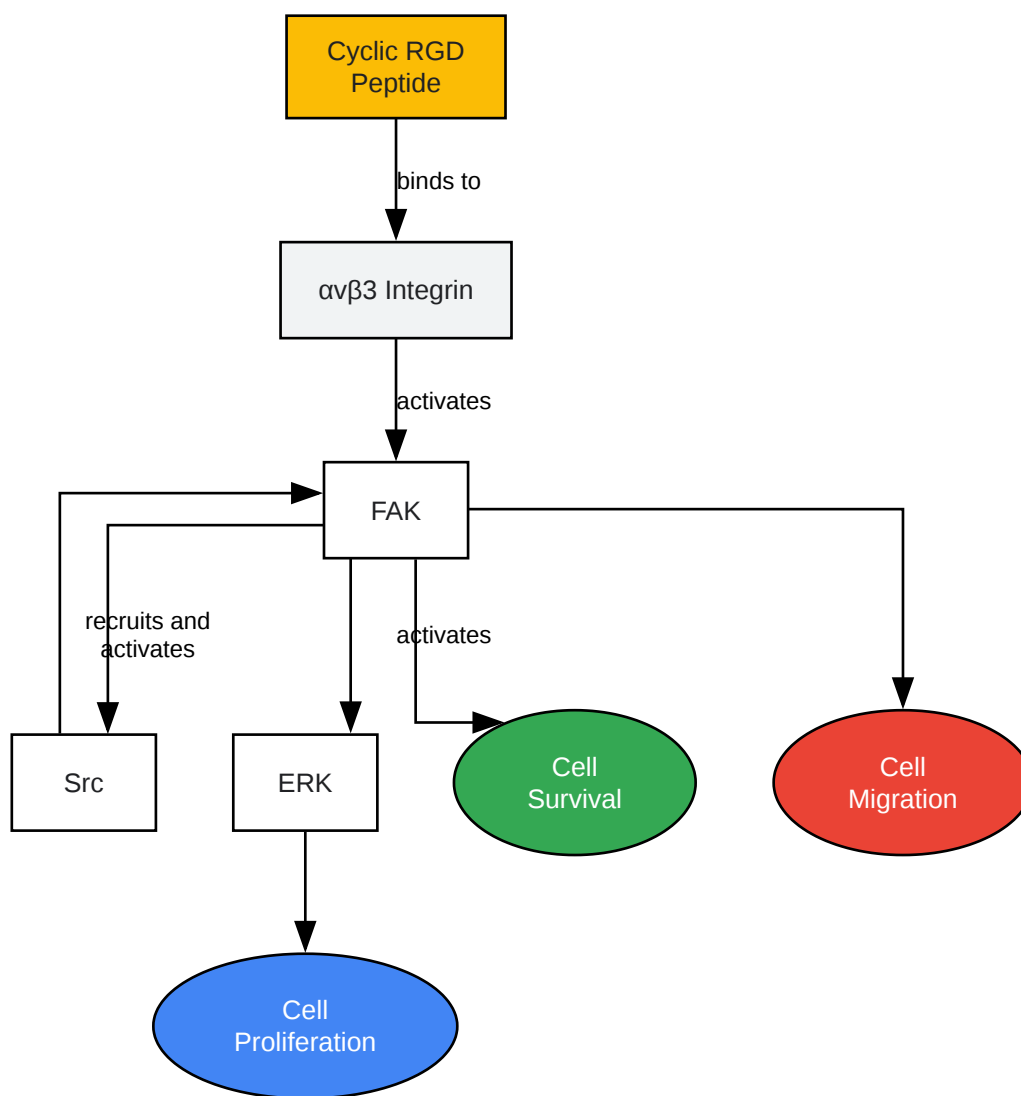 Cyclic RGD
Peptide
binds to
αvβ3 Integrin
activates
FAK
recruits and
activates
activates
Src
ERK
Cell
Survival
Cell
Migration
Cell
Proliferation